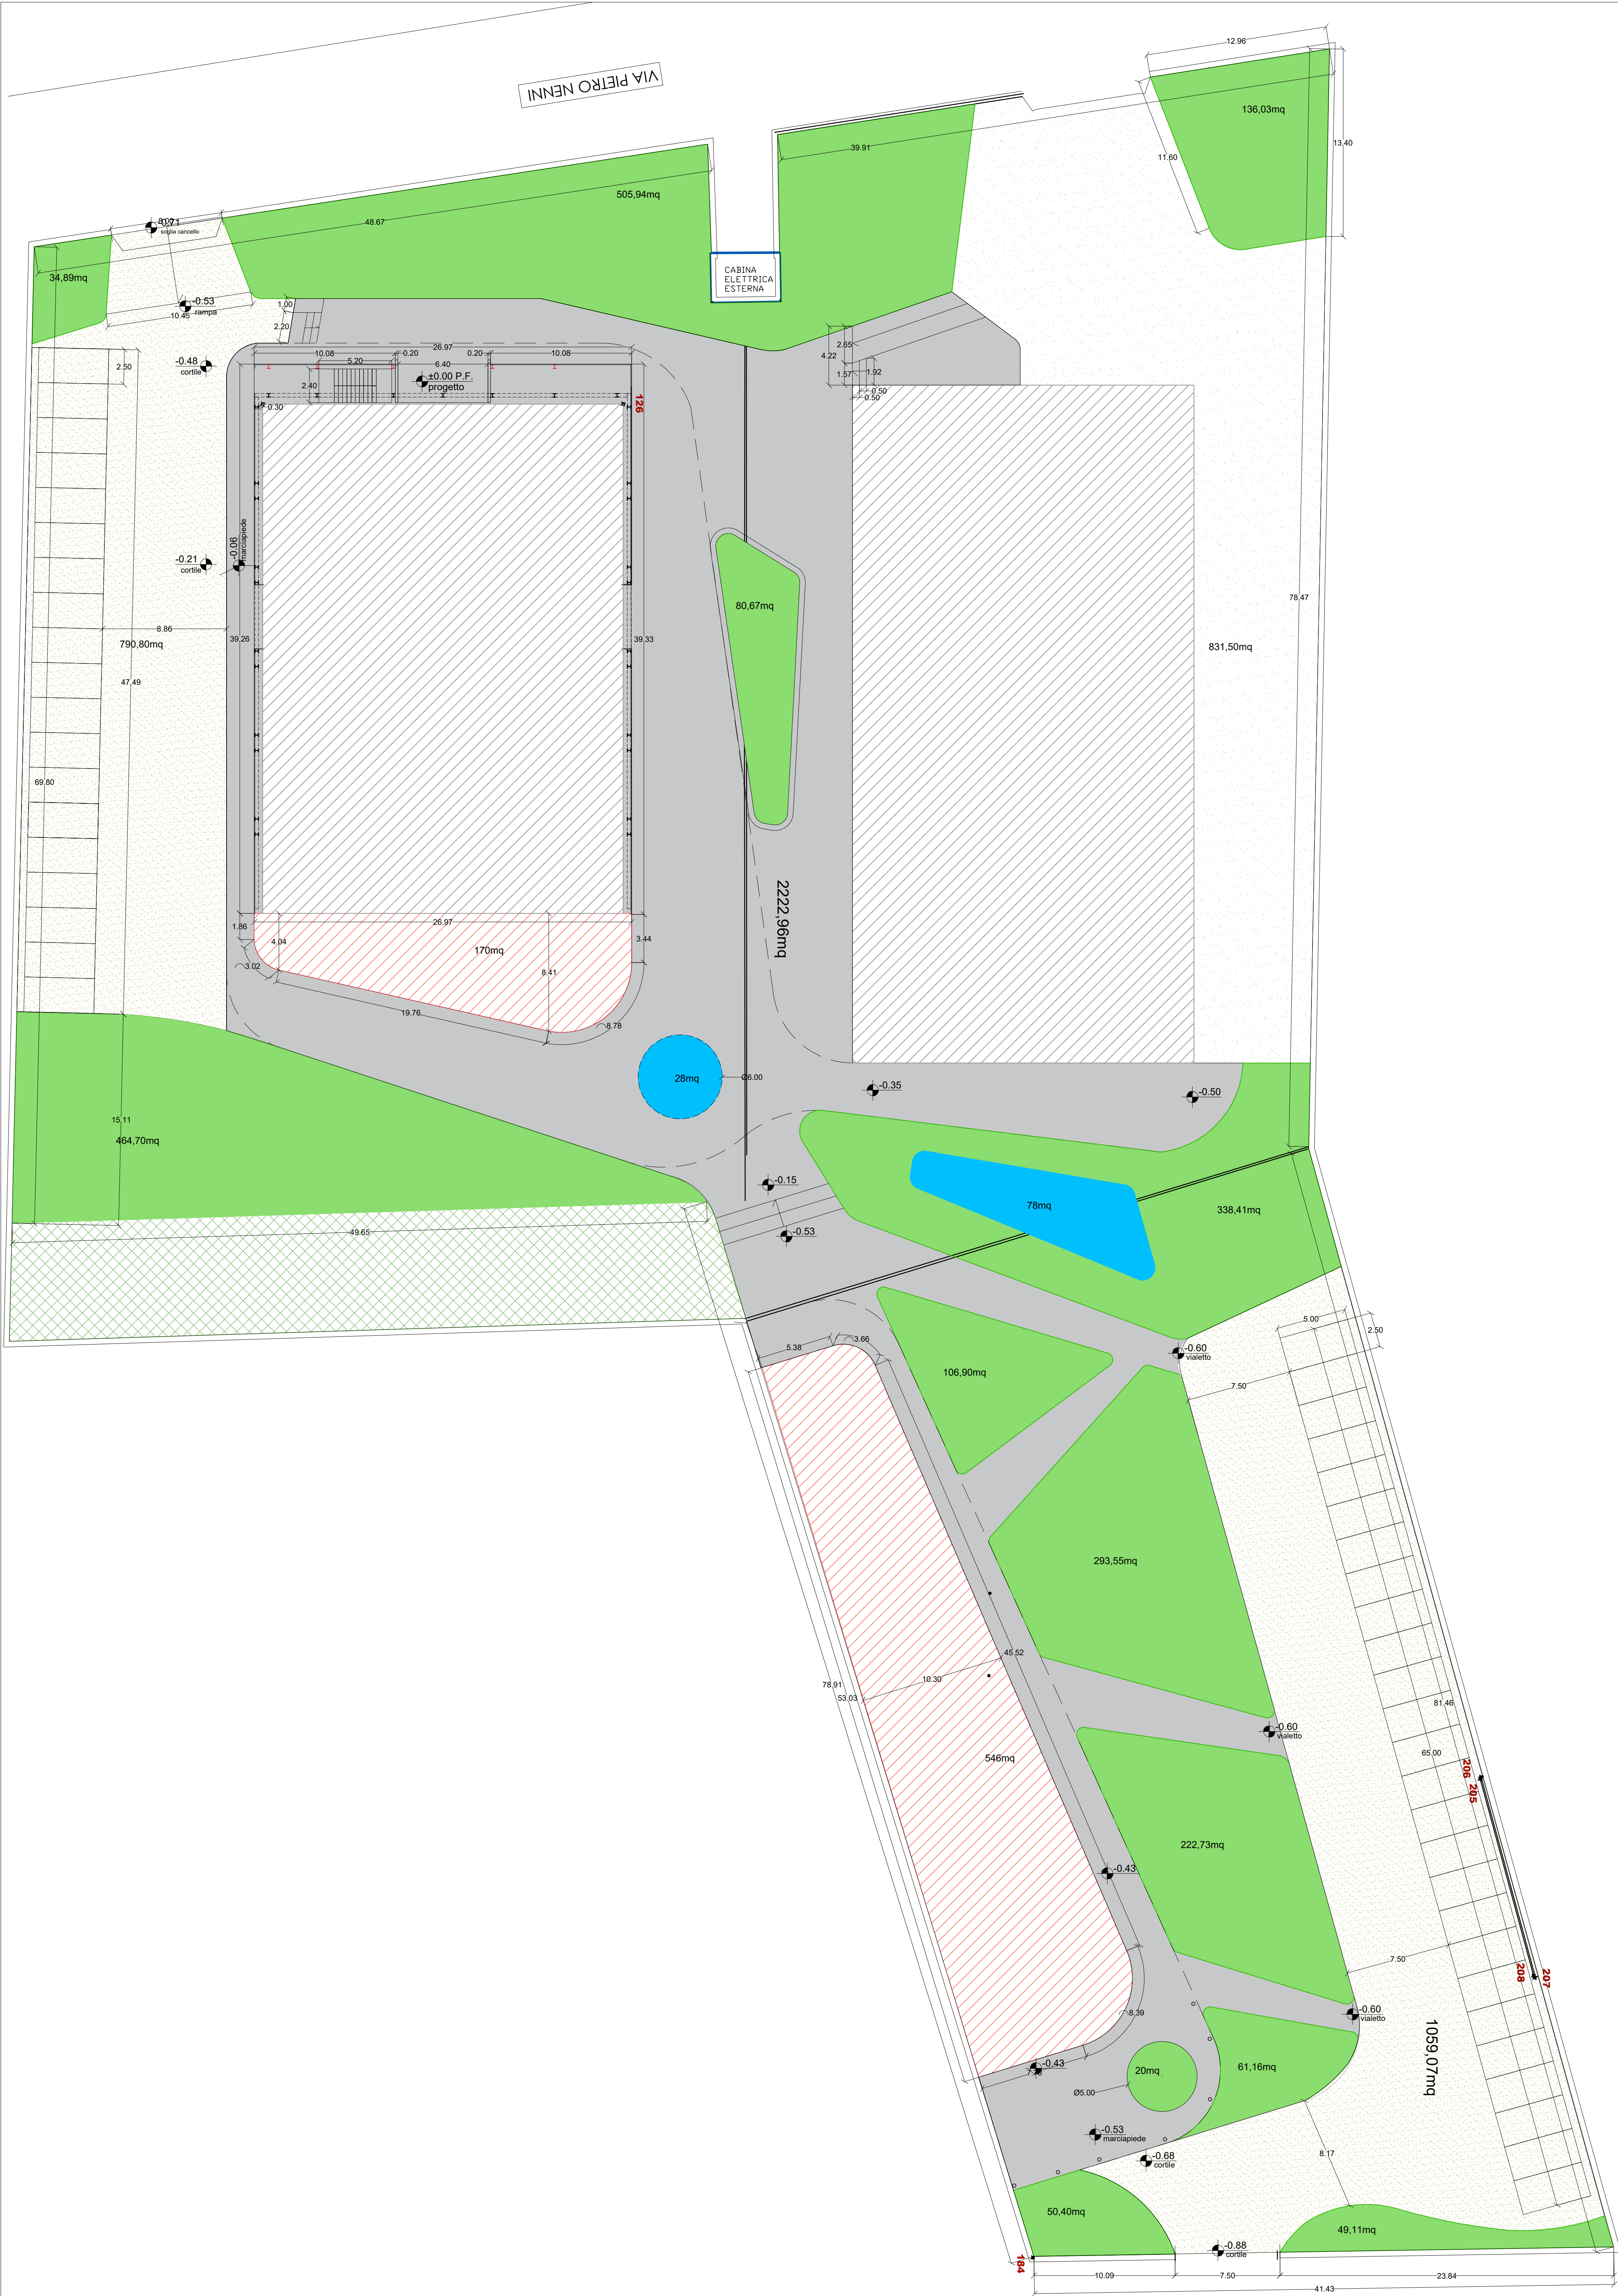 12.96
VIA PIETRO NENNI
136,03mq
13,40
39.91
11.60
505,94mq
48.67
soglia cancello
34,89mq
CABINA
ELETTRICA
ESTERNA
-0.53
rampa
10.45
1.00
2.20
26.97
10.08
0.20
0.20
10.08
5.20
6.40
4.22
2.65
1.57
1.92
0.50
0.50
-0.48
cortile
2.50
2.40
±0.00 P.F.
progetto
0.30
126
-0.21
cortile
-0.06
marciapiede
80,67mq
78.47
8.86
790,80mq
39.26
39.33
831,50mq
47.49
69.80
2222,96mq
1.86
4.04
26.97
170mq
3.44
3.02
8.41
19.76
8.78
28mq
Ø6.00
-0.35
-0.50
15.11
464,70mq
-0.15
78mq
338,41mq
-0.53
49.65
5.00
2.50
5.38
3.66
-0.60
vialetto
106,90mq
7.50
293,55mq
45.52
10.30
78.91
53.03
81.46
-0.60
vialetto
546mq
65.00
206
205
222,73mq
-0.43
7.50
208
207
8.39
-0.60
vialetto
1059,07mq
-0.43
20mq
61,16mq
Ø5.00
-0.53
marciapiede
-0.68
cortile
8.17
50,40mq
49,11mq
-0.88
cortile
184
10.09
7.50
23.84
41.43